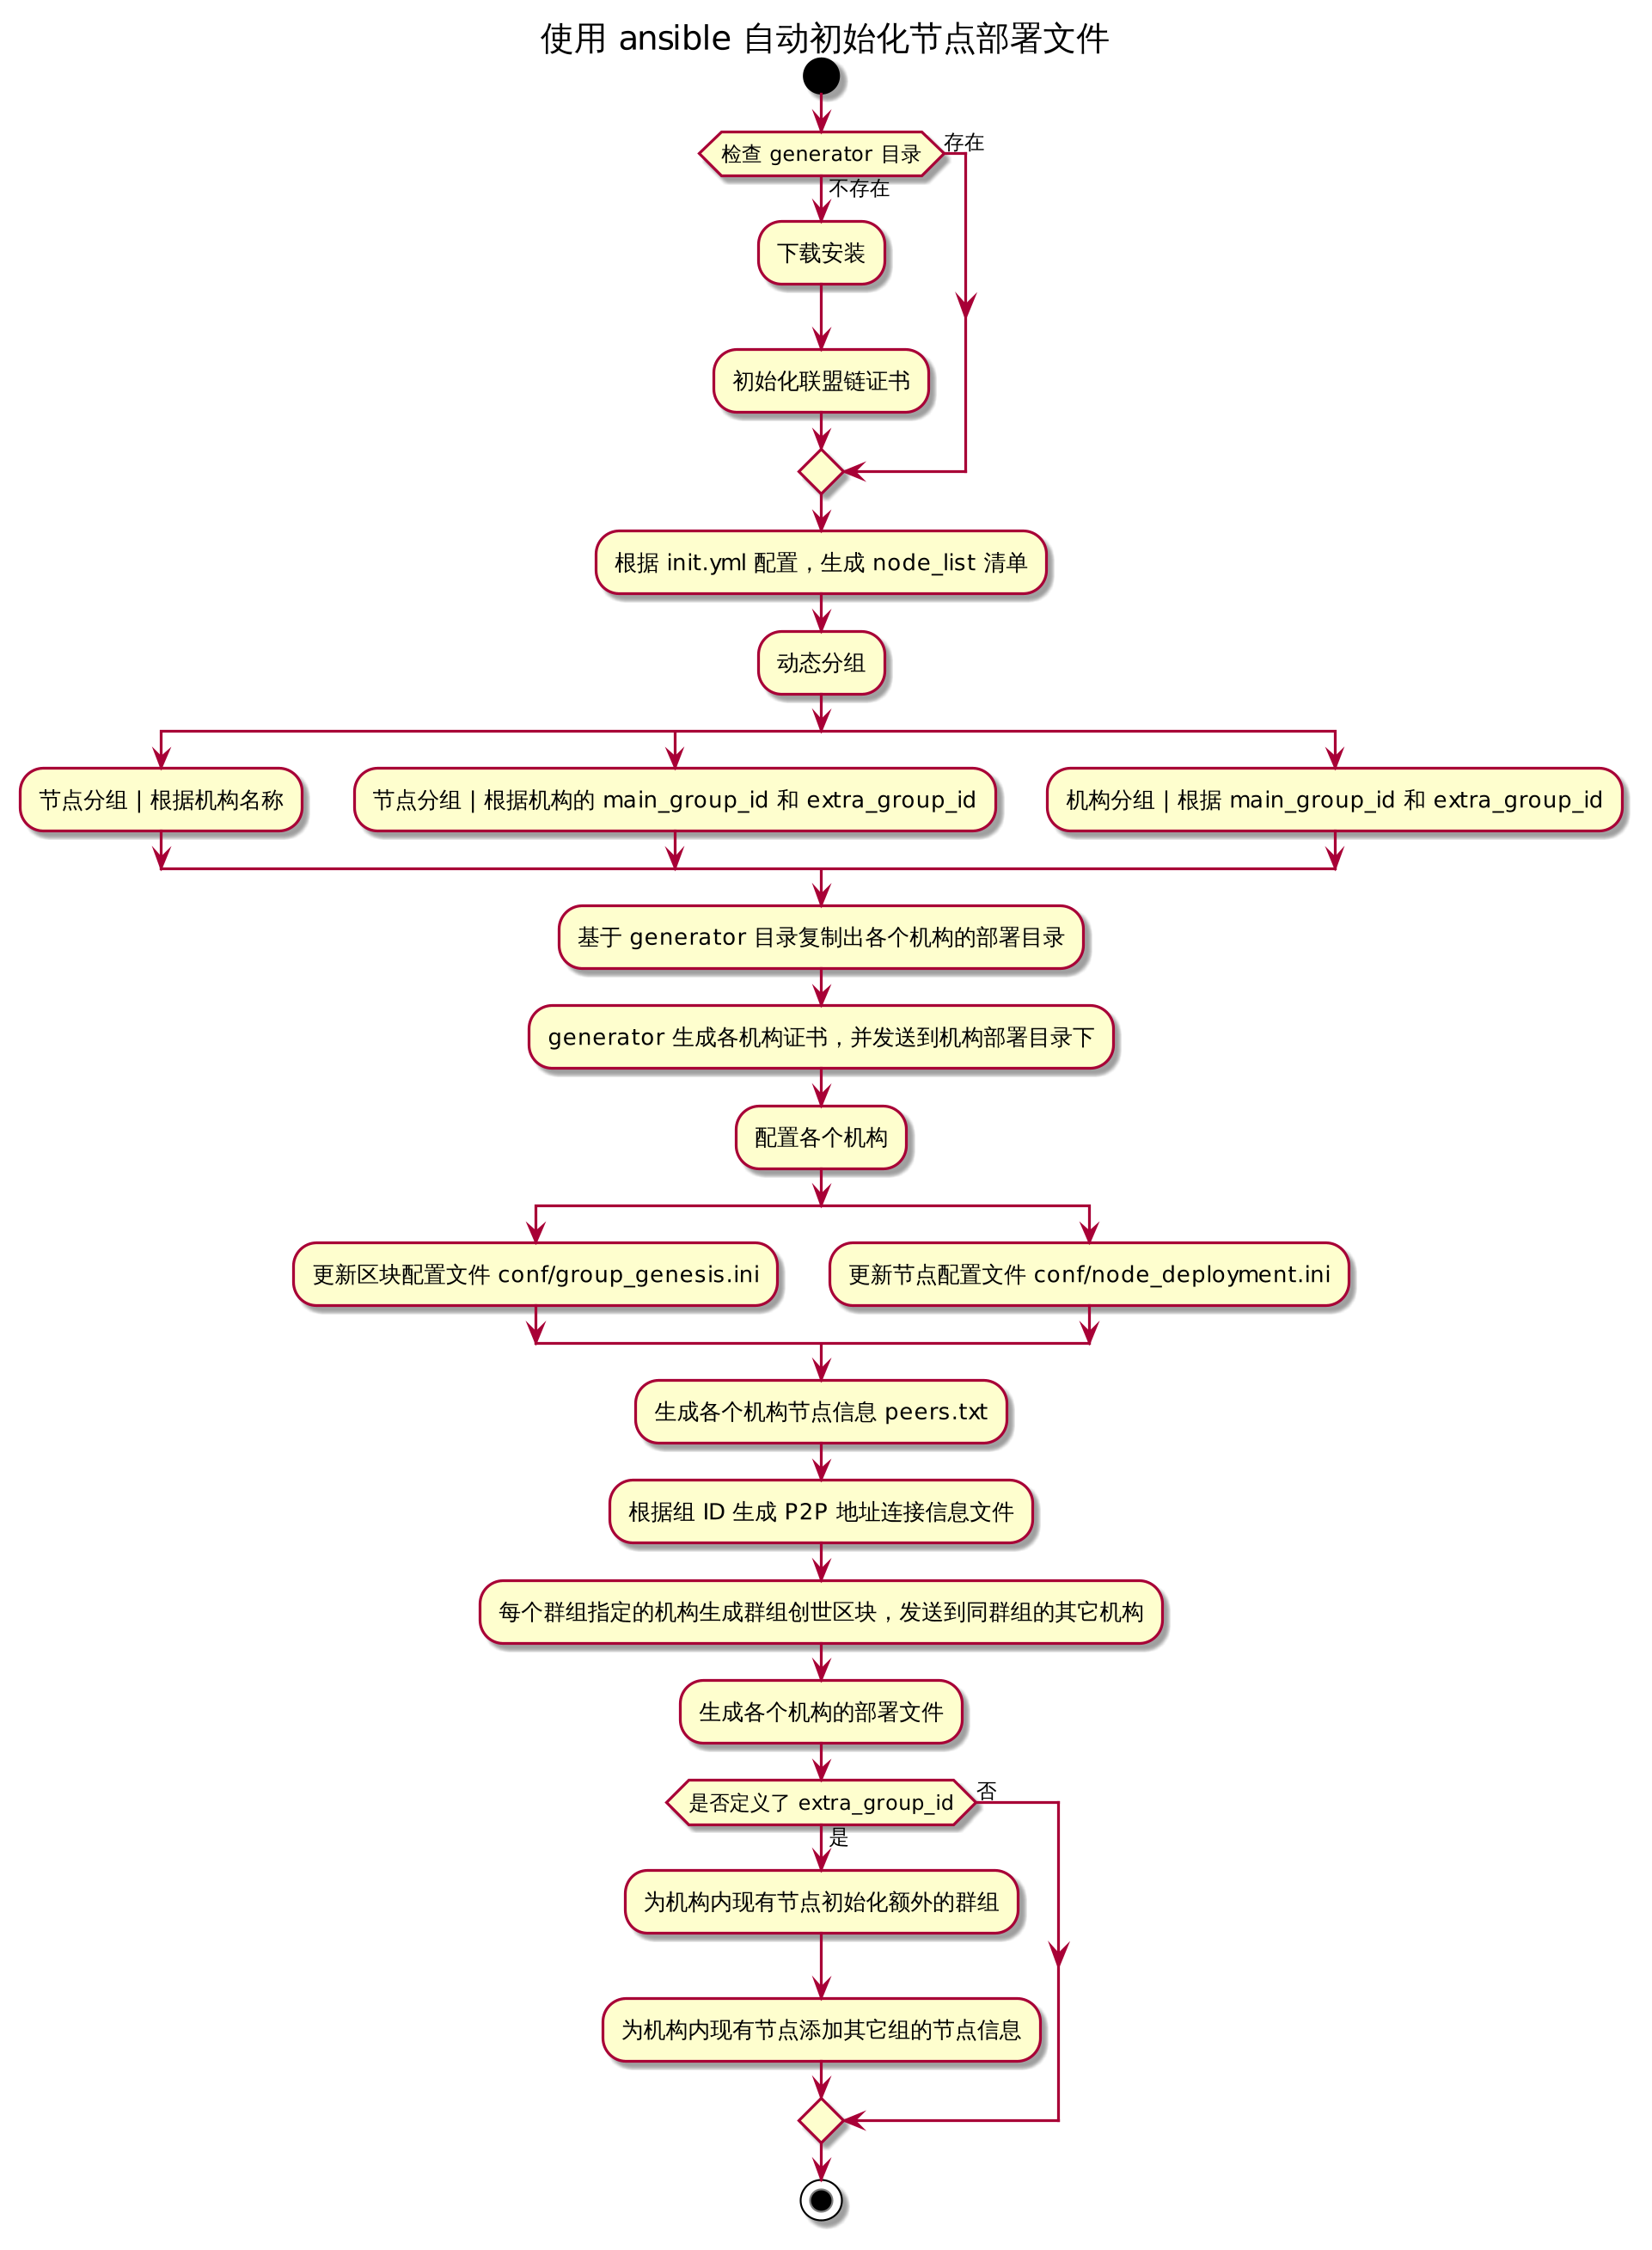 使用 ansible 自动初始化节点部署文件
检查 generator 目录
存在
不存在
下载安装
初始化联盟链证书
根据 init.yml 配置，生成 node_list 清单
动态分组
节点分组 | 根据机构名称
节点分组 | 根据机构的 main_group_id 和 extra_group_id
机构分组 | 根据 main_group_id 和 extra_group_id
基于 generator 目录复制出各个机构的部署目录
generator 生成各机构证书，并发送到机构部署目录下
配置各个机构
更新区块配置文件 conf/group_genesis.ini
更新节点配置文件 conf/node_deployment.ini
生成各个机构节点信息 peers.txt
根据组 ID 生成 P2P 地址连接信息文件
每个群组指定的机构生成群组创世区块，发送到同群组的其它机构
生成各个机构的部署文件
是否定义了 extra_group_id
否
是
为机构内现有节点初始化额外的群组
为机构内现有节点添加其它组的节点信息